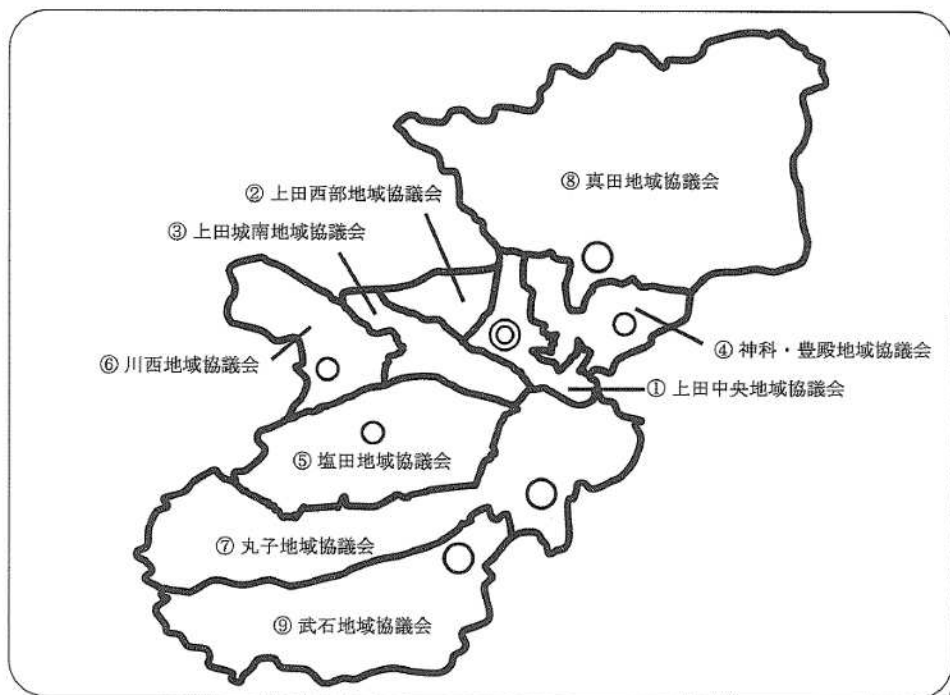 ⑧ 真田地域協議会
② 上田西部地域協議会
③ 上田城南地域協議会
④ 神科・豊殿地域協議会
⑥ 川西地域協議会
① 上田中央地域協議会
⑤ 塩田地域協議会
⑦ 丸子地域協議会
⑨ 武石地域協議会